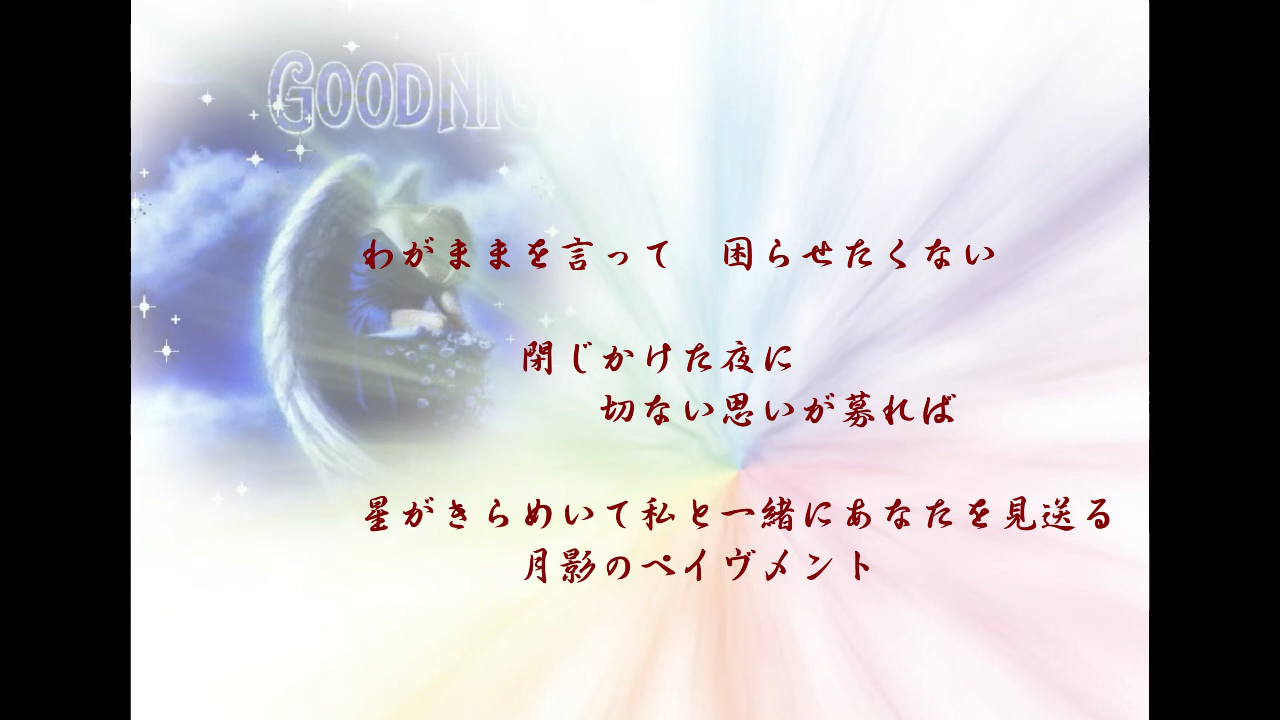 GOODNIG
わがままを言って　困らせたくない
閉じかけた夜に
切ない思いが募れば
星がきらめいて私と一緒にあなたを見送る
月影のペイヴメント